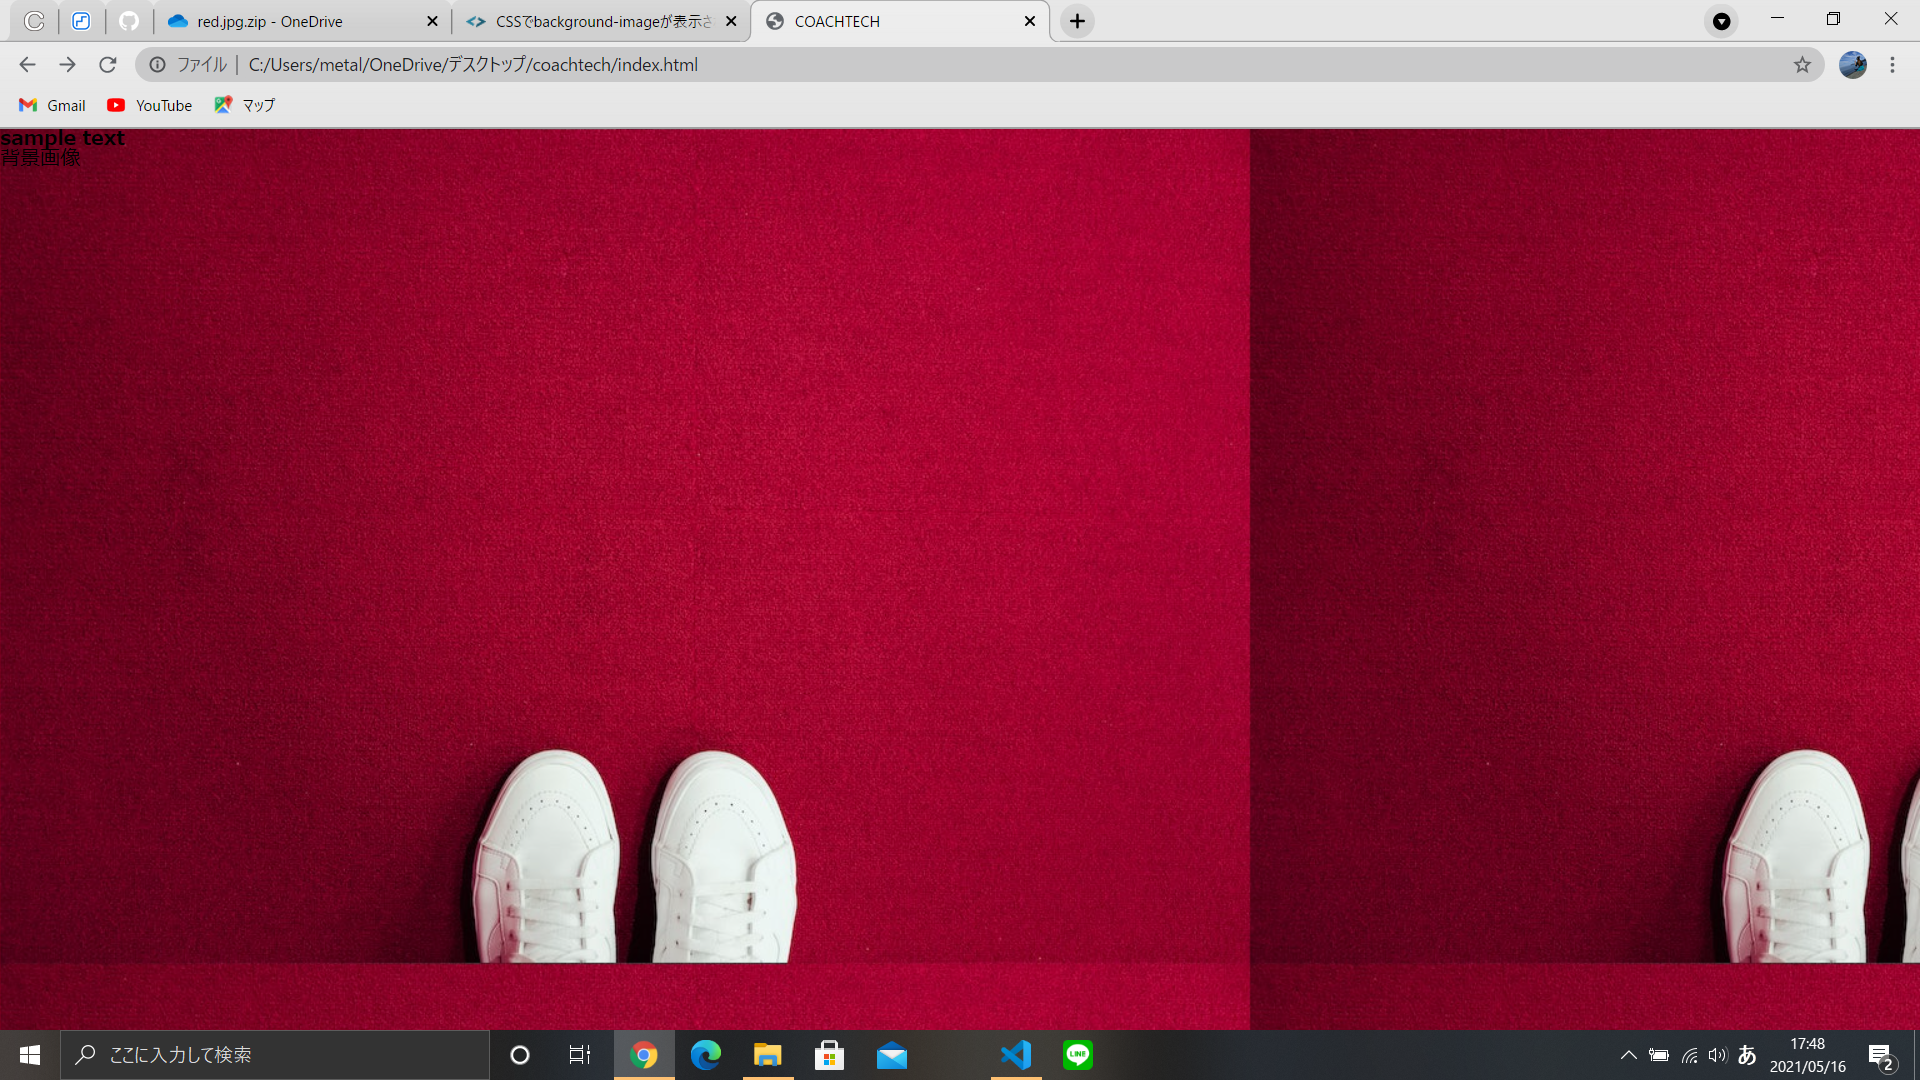 red.jpg.zip - OneDrive
CSSでbackground-imageが表示さ
COACHTECH
ファイル | C:/Users/metal/OneDrive/デスクトップ/coachtech/index.html
Gmail
YouTube
マップ
sample text
背景画像
ここに入力して検索
LINE
あ
17:48
2021/05/16
2